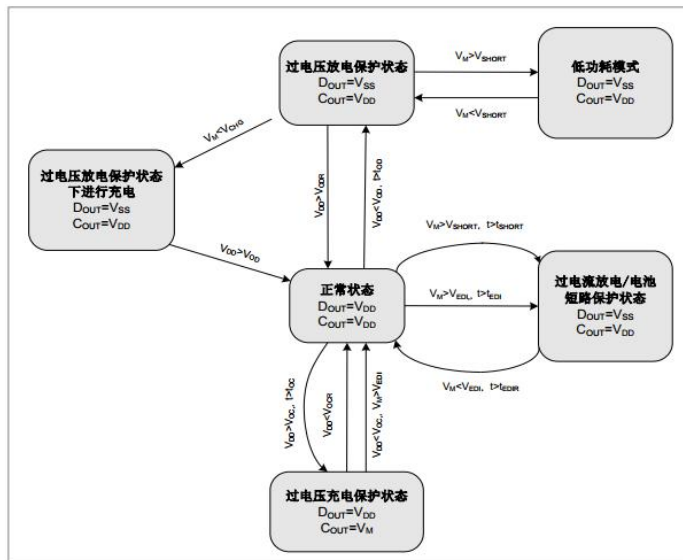 过电压放电保护状态
DOUT=VSS
COUT=VDD
VM>VSHORT
VM<VSHORT
低功耗模式
DOUT=VSS
COUT=VDD
VM<VCHG
过电压放电保护状态
下进行充电
DOUT=VSS
COUT=VDD
VDD>VODR
VDD<VOD, t>tOD
VDD>VOD
VM>VSHORT, t>tSHORT
正常状态
DOUT=VDD
COUT=VDD
VM>VEDI, t>tEDI
过电流放电/电池
短路保护状态
DOUT=VSS
COUT=VDD
VM<VEDI, t>tEDIR
VDD>VOC, t>tOC
VDD<VOCR
VDD<VOC, VM>VEDI
过电压充电保护状态
DOUT=VDD
COUT=VM